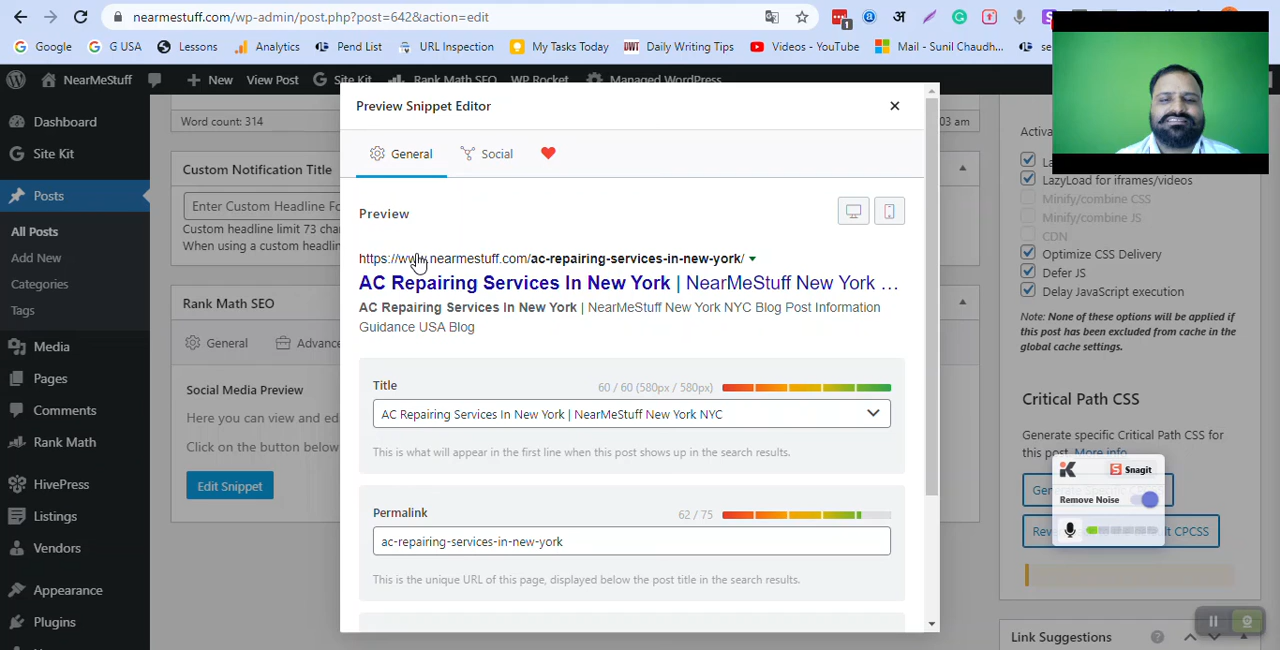 nearmestuff.com/wp-admin/post.php?post=642&action=edit
1
अ
Google
G USA
Lessons
Analytics
Pend List
URL Inspection
My Tasks Today
DWT Daily Writing Tips
Videos - YouTube
Mail - Sunil Chaudh...
se
NearMeStuff
New
View Post
Site Kit
Rank Math SEO
WP Rocket
Managed WordPress
Dashboard
Site Kit
Posts
All Posts
Add New
Categories
Tags
Media
Pages
Comments
Rank Math
HivePress
Listings
Vendors
Appearance
Plugins
Word count: 314
03 am
Custom Notification Title
Enter Custom Headline Fo
Custom headline limit 73 char
When using a custom headlin
Rank Math SEO
General
Advance
Social Media Preview
Here you can view and edi
Click on the button below
Edit Snippet
Preview Snippet Editor
General
Social
Preview
https://www.nearmestuff.com/ac-repairing-services-in-new-york/
AC Repairing Services In New York | NearMeStuff New York ...
AC Repairing Services In New York | NearMeStuff New York NYC Blog Post Information
Guidance USA Blog
Title
60 / 60 (580px / 580px)
AC Repairing Services In New York | NearMeStuff New York NYC
This is what will appear in the first line when this post shows up in the search results.
Permalink
62 / 75
ac-repairing-services-in-new-york
This is the unique URL of this page, displayed below the post title in the search results.
LazyLoad for iframes/videos
Minify/combine CSS
Minify/combine JS
CDN
Optimize CSS Delivery
Defer JS
Delay JavaScript execution
Note: None of these options will be applied if
this post has been excluded from cache in the
global cache settings.
Critical Path CSS
Generate specific Critical Path CSS for
this post. More info
Snagit
Remove Noise
CPCSS
Link Suggestions